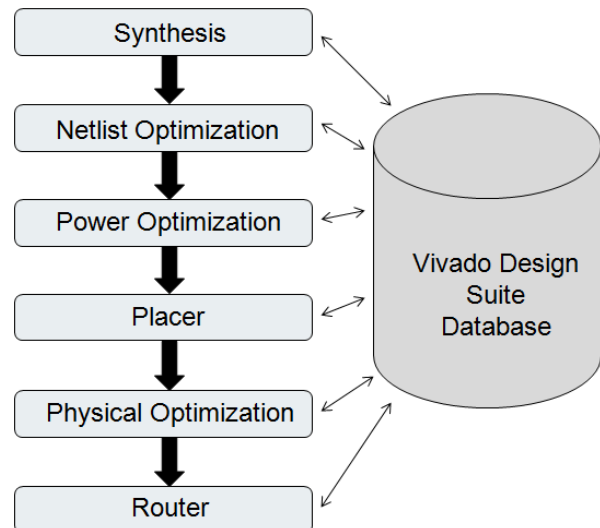 Synthesis
Netlist Optimization
Power Optimization
Placer
Physical Optimization
Router
Vivado Design
Suite
Database